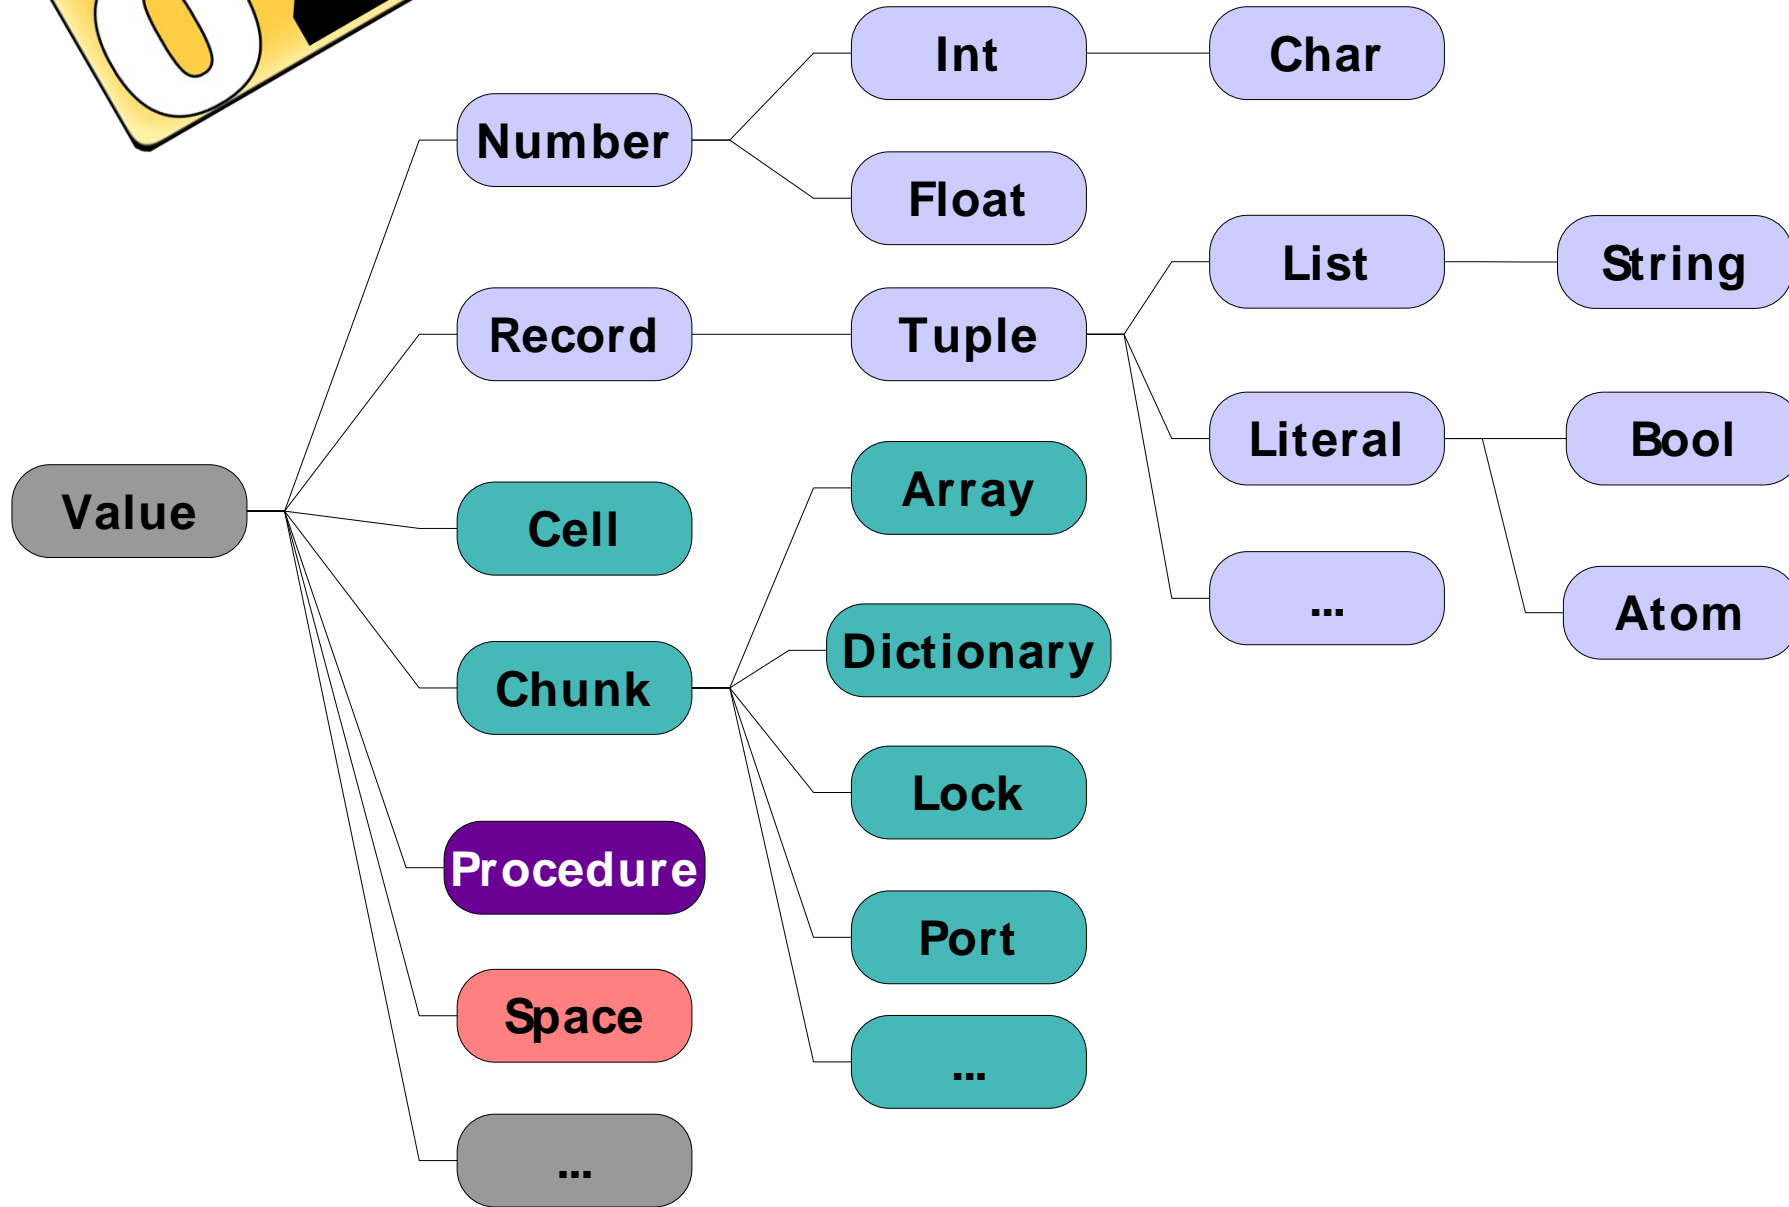 Int
Char
Number
Float
List
String
Record
Tuple
Literal
Bool
Value
Cell
Array
...
Atom
Chunk
Dictionary
Lock
Procedure
Port
Space
...
...